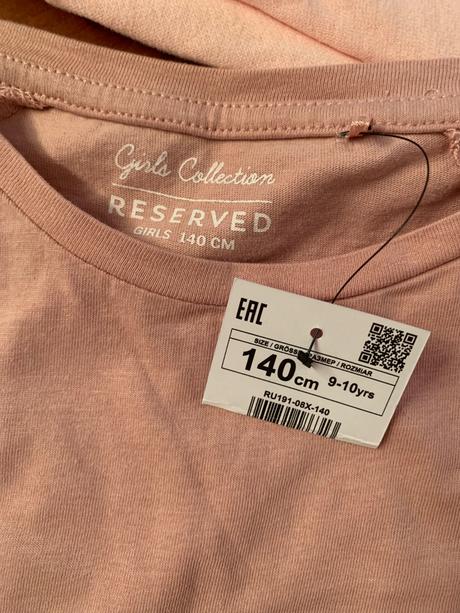 Girls Collection
RESERVED
GIRLS 140 CM
EAC
SIZE / GRÖSSE / РАЗМЕР / ROZMIAR
140cm 9-10yrs
RU191-08X-140